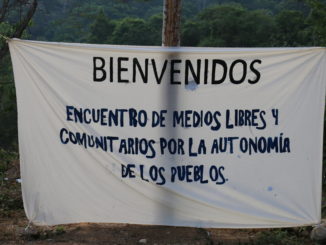 BIENVENIDOS
ENCUENTRO DE MEDIOS LIBRES Y
COMUNITARIOS POR LA AUTONOMÍA
DE LOS PUEBLOS.